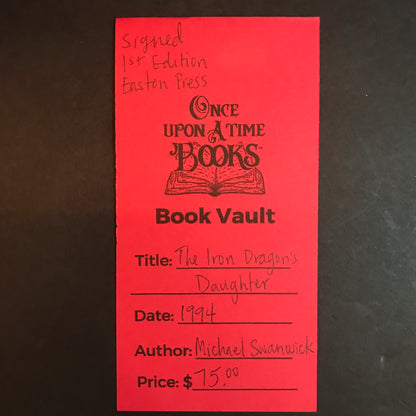 Signed
1st Edition
Easton Press
ONCE
UPON A TIME
BOOKS
Book Vault
Title: The Iron Dragon's
Daughter
Date: 1994
Author: Michael Swanwick
Price: $ 75.00